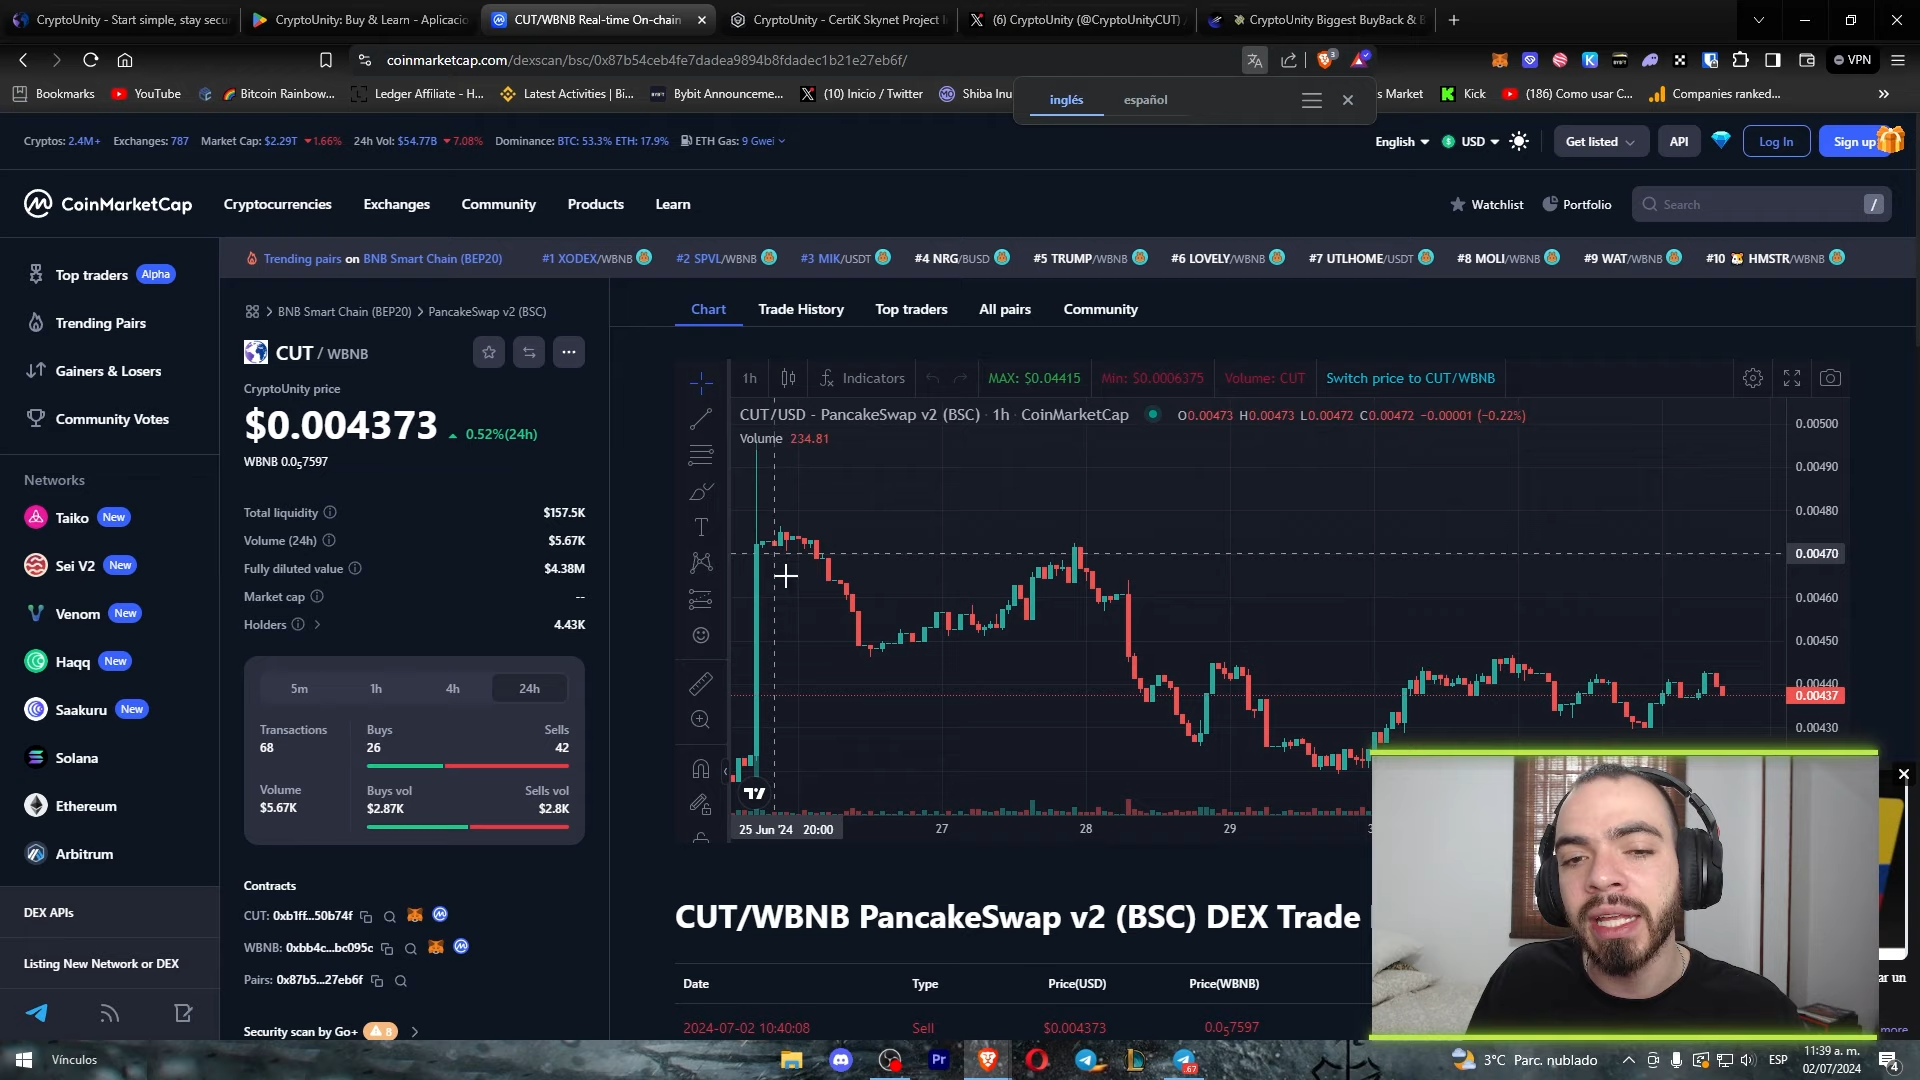 CryptoUnity - Start simple, stay secur
CryptoUnity: Buy & Learn - Aplicacio
CUT/WBNB Real-time On-chain
CryptoUnity - CertiK Skynet Project I
(6) CryptoUnity (@CryptoUnityCUT) /
CryptoUnity Biggest BuyBack & B
coinmarketcap.com/dexscan/bsc/0x87b54ceb4fe7dadea9894b8fdadec1b21e27eb6f/
3
VPN
Bookmarks
YouTube
Bitcoin Rainbow...
Ledger Affiliate - H...
Latest Activities | Bi...
Bybit Announceme...
(10) Inicio / Twitter
Shiba Inu
inglés
español
s Market
Kick
(186) Como usar C...
Companies ranked...
Cryptos: 2.4M+
Exchanges: 787
Market Cap: $2.29T 1.66%
24h Vol: $54.77B 7.08%
Dominance: BTC: 53.3% ETH: 17.9%
ETH Gas: 9 Gwei
English
USD
Get listed
API
Log In
Sign up
CoinMarketCap
Cryptocurrencies
Exchanges
Community
Products
Learn
Watchlist
Portfolio
Search
/
Top traders Alpha
Trending Pairs
Gainers & Losers
Community Votes
Networks
Taiko New
Sei V2 New
Venom New
Haqq New
Saakuru New
Solana
Ethereum
Arbitrum
DEX APIs
Listing New Network or DEX
Trending pairs on BNB Smart Chain (BEP20)
#1 XODEX/WBNB
#2 SPVL/WBNB
#3 MIK/USDT
#4 NRG/BUSD
#5 TRUMP/WBNB
#6 LOVELY/WBNB
#7 UTLHOME/USDT
#8 MOLI/WBNB
#9 WAT/WBNB
#10 HMSTR/WBNB
BNB Smart Chain (BEP20) > PancakeSwap v2 (BSC)
CUT / WBNB
CryptoUnity price
$0.004373 0.52%(24h)
WBNB 0.0₅7597
Total liquidity $157.5K
Volume (24h) $5.67K
Fully diluted value $4.38M
Market cap --
Holders 4.43K
5m 1h 4h 24h
Transactions Buys Sells
68 26 42
Volume Buys vol Sells vol
$5.67K $2.87K $2.8K
Contracts
CUT: 0xb1ff...50b74f
WBNB: 0xbb4c...bc095c
Pairs: 0x87b5...27eb6f
Security scan by Go+ 8
Chart
Trade History
Top traders
All pairs
Community
1h
Indicators
MAX: $0.04415
Min: $0.0006375
Volume: CUT
Switch price to CUT/WBNB
CUT/USD - PancakeSwap v2 (BSC) · 1h · CoinMarketCap
O0.00473 H0.00473 L0.00472 C0.00472 −0.00001 (−0.22%)
Volume 234.81
0.00500
0.00490
0.00480
0.00470
0.00460
0.00450
0.00440
0.00437
0.00430
25 Jun '24 20:00
27
28
29
CUT/WBNB PancakeSwap v2 (BSC) DEX Trade
Date Type Price(USD) Price(WBNB)
2024-07-02 10:40:08 Sell $0.004373 0.0₅7597
ar un
more
Vínculos
Pr
67
3°C Parc. nublado
ESP
11:39 a. m.
02/07/2024
4